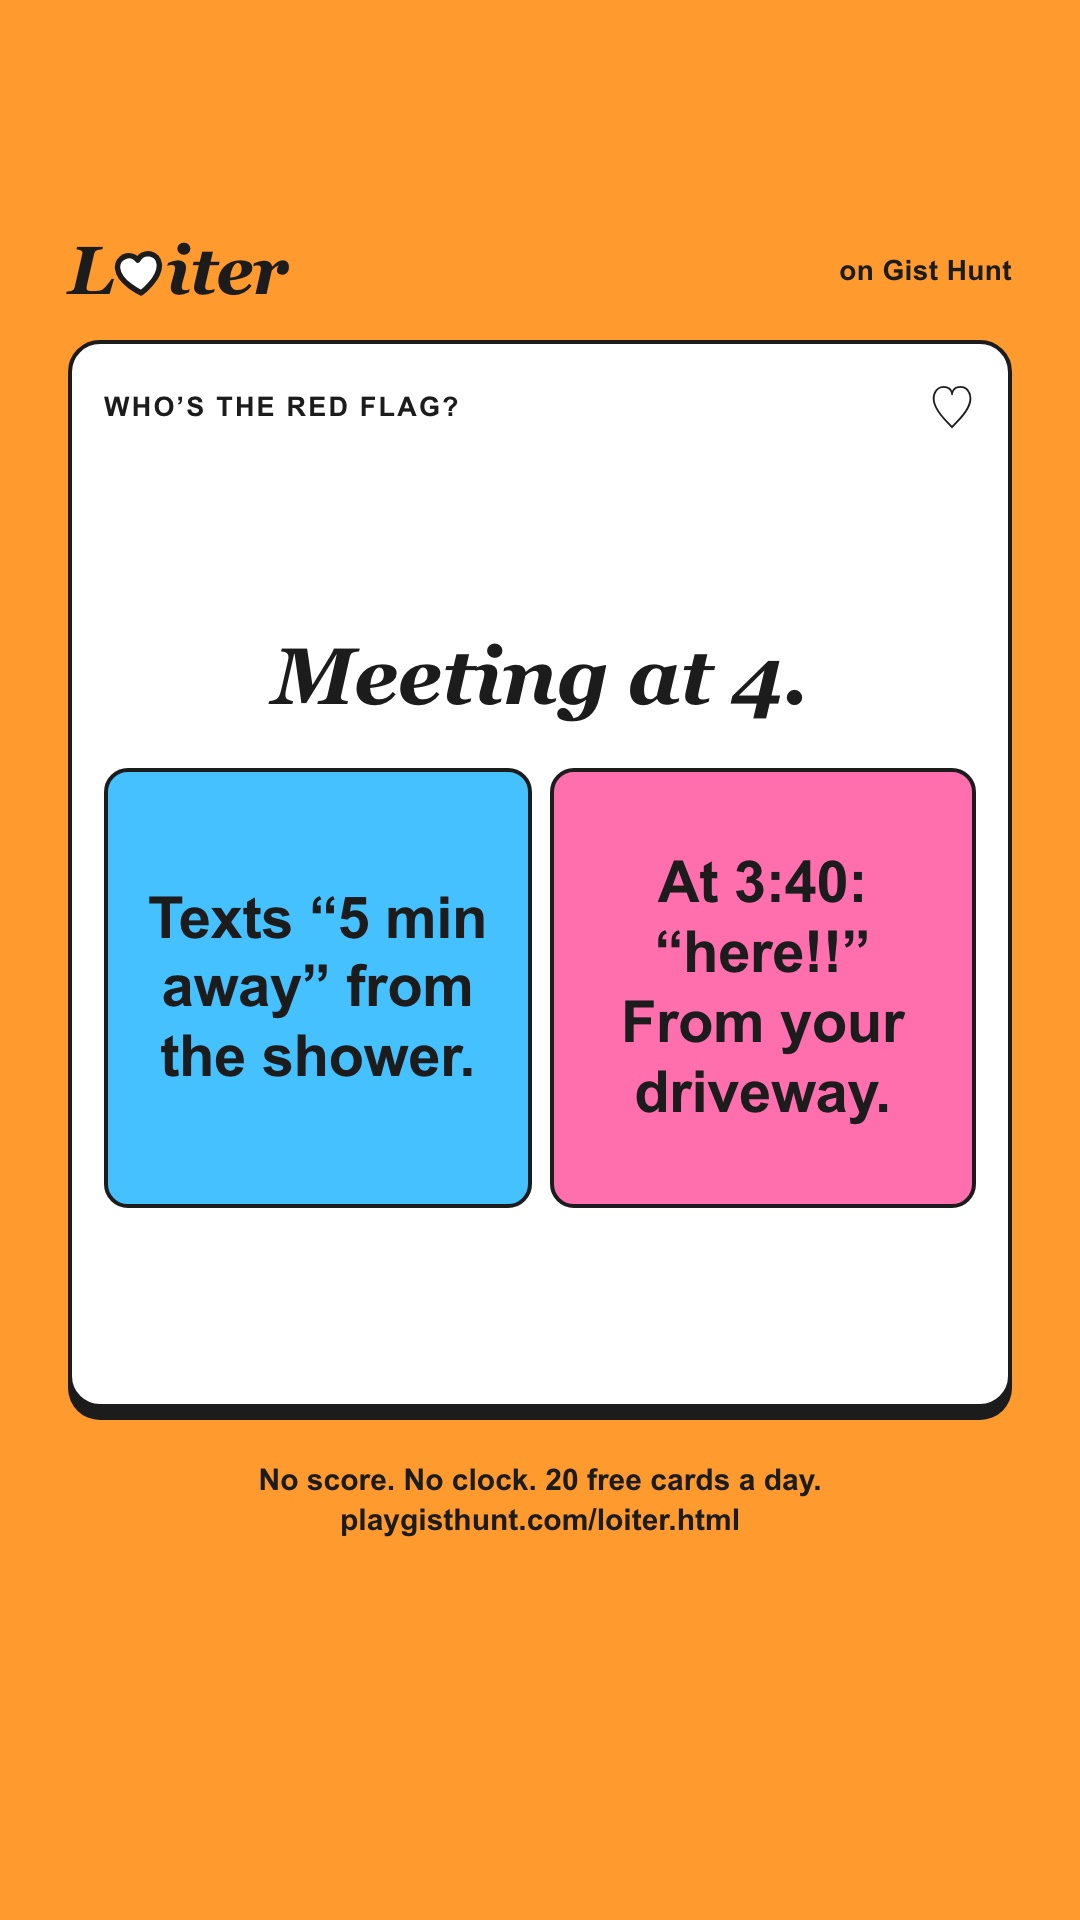 Loiter
on Gist Hunt
WHO’S THE RED FLAG?
Meeting at 4.
Texts “5 min
away” from
the shower.
At 3:40:
“here!!”
From your
driveway.
No score. No clock. 20 free cards a day.
playgisthunt.com/loiter.html